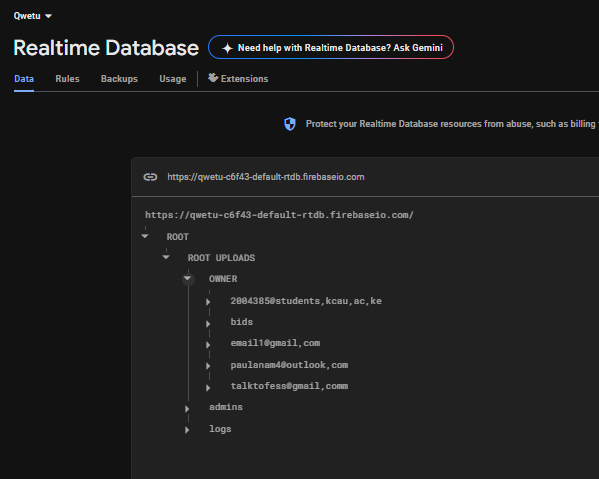 Qwetu
Realtime Database
Need help with Realtime Database? Ask Gemini
Data Rules Backups Usage Extensions
Protect your Realtime Database resources from abuse, such as billing
https://qwetu-c6f43-default-rtdb.firebaseio.com
https://qwetu-c6f43-default-rtdb.firebaseio.com/
ROOT
ROOT UPLOADS
OWNER
2004385@students,kcau,ac,ke
bids
email1@gmail,com
paulanam4@outlook,com
talktofess@gmail,comm
admins
logs